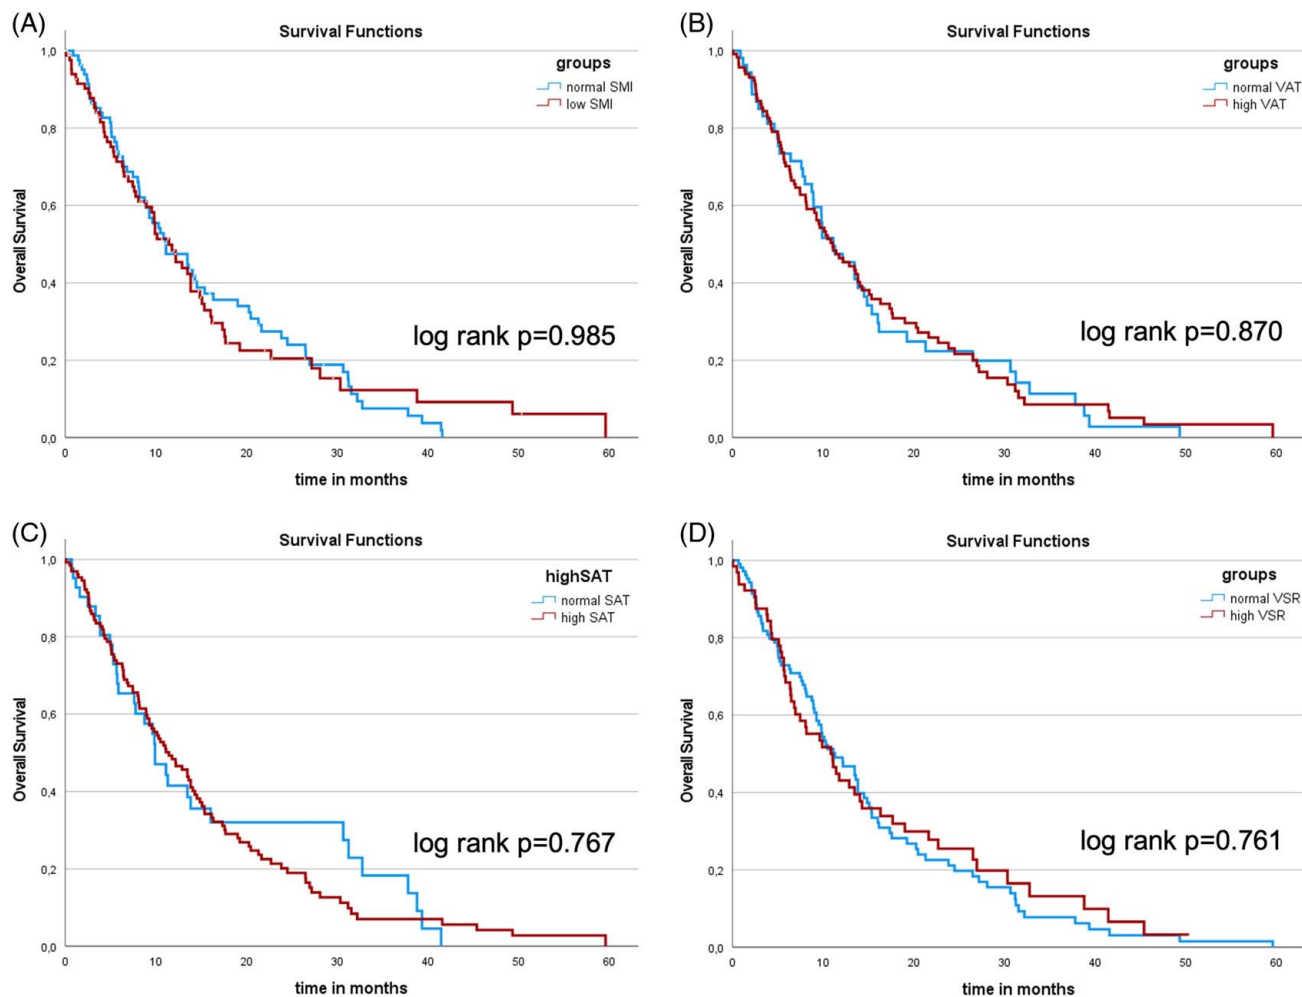 (A)
Survival Functions
groups
normal SMI
low SMI
1,0
0,8
0,6
0,4
0,2
0,0
Overall Survival
log rank p=0.985
0 10 20 30 40 50 60
time in months
(B)
Survival Functions
groups
normal VAT
high VAT
1,0
0,8
0,6
0,4
0,2
0,0
Overall Survival
log rank p=0.870
0 10 20 30 40 50 60
time in months
(C)
Survival Functions
highSAT
normal SAT
high SAT
1,0
0,8
0,6
0,4
0,2
0,0
Overall Survival
log rank p=0.767
0 10 20 30 40 50 60
time in months
(D)
Survival Functions
groups
normal VSR
high VSR
1,0
0,8
0,6
0,4
0,2
0,0
Overall Survival
log rank p=0.761
0 10 20 30 40 50 60
time in months